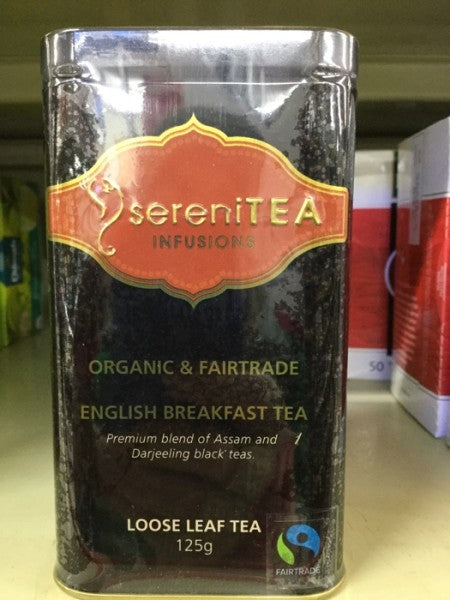 sereniTEA
INFUSIONS
ORGANIC & FAIRTRADE
ENGLISH BREAKFAST TEA
Premium blend of Assam and
Darjeeling black teas.
LOOSE LEAF TEA
125g
FAIRTRADE
50